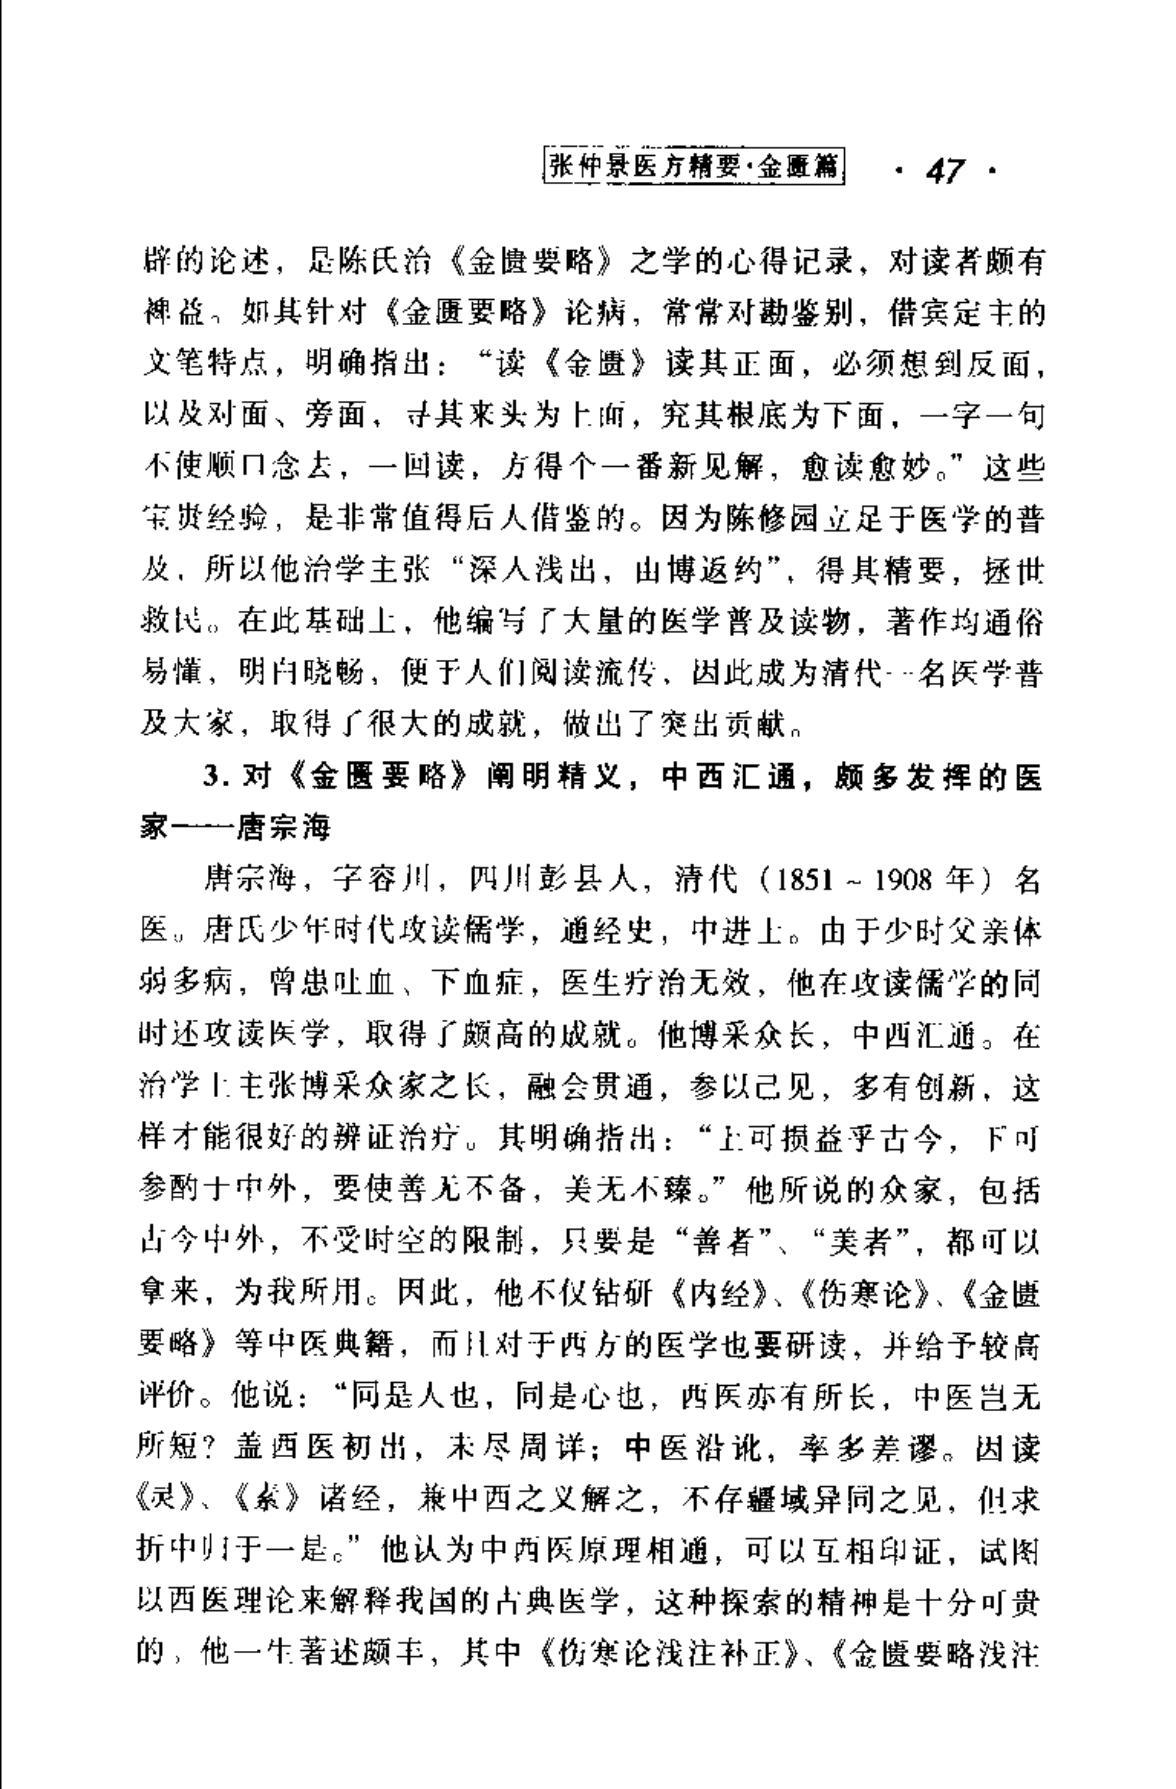 张仲景医方精要·金匮篇 · 47 ·
辟的论述，是陈氏治《金匮要略》之学的心得记录，对读者颇有
裨益。如其针对《金匮要略》论病，常常对勘鉴别，借宾定主的
文笔特点，明确指出：“读《金匮》读其正面，必须想到反面，
以及对面、旁面，寻其来头为上面，究其根底为下面，一字一句
不使顺口念去，一回读，方得个一番新见解，愈读愈妙。”这些
宝贵经验，是非常值得后人借鉴的。因为陈修园立足于医学的普
及，所以他治学主张“深入浅出，由博返约”，得其精要，拯世
救民。在此基础上，他编写了大量的医学普及读物，著作均通俗
易懂，明白晓畅，便于人们阅读流传，因此成为清代一名医学普
及大家，取得了很大的成就，做出了突出贡献。
3. 对《金匮要略》阐明精义，中西汇通，颇多发挥的医
家——唐宗海
唐宗海，字容川，四川彭县人，清代（1851～1908 年）名
医。唐氏少年时代攻读儒学，通经史，中进士。由于少时父亲体
弱多病，曾患吐血、下血症，医生疗治无效，他在攻读儒学的同
时还攻读医学，取得了颇高的成就。他博采众长，中西汇通。在
治学上主张博采众家之长，融会贯通，参以己见，多有创新，这
样才能很好的辨证治疗。其明确指出：“上可损益乎古今，下可
参酌于中外，要使善无不备，美无不臻。”他所说的众家，包括
古今中外，不受时空的限制，只要是“善者”、“美者”，都可以
拿来，为我所用。因此，他不仅钻研《内经》、《伤寒论》、《金匮
要略》等中医典籍，而且对于西方的医学也要研读，并给予较高
评价。他说：“同是人也，同是心也，西医亦有所长，中医岂无
所短？盖西医初出，未尽周详；中医沿讹，率多差谬。因读
《灵》、《素》诸经，兼中西之义解之，不存疆域异同之见，但求
折中归于一是。”他认为中西医原理相通，可以互相印证，试图
以西医理论来解释我国的古典医学，这种探索的精神是十分可贵
的。他一生著述颇丰，其中《伤寒论浅注补正》、《金匮要略浅注